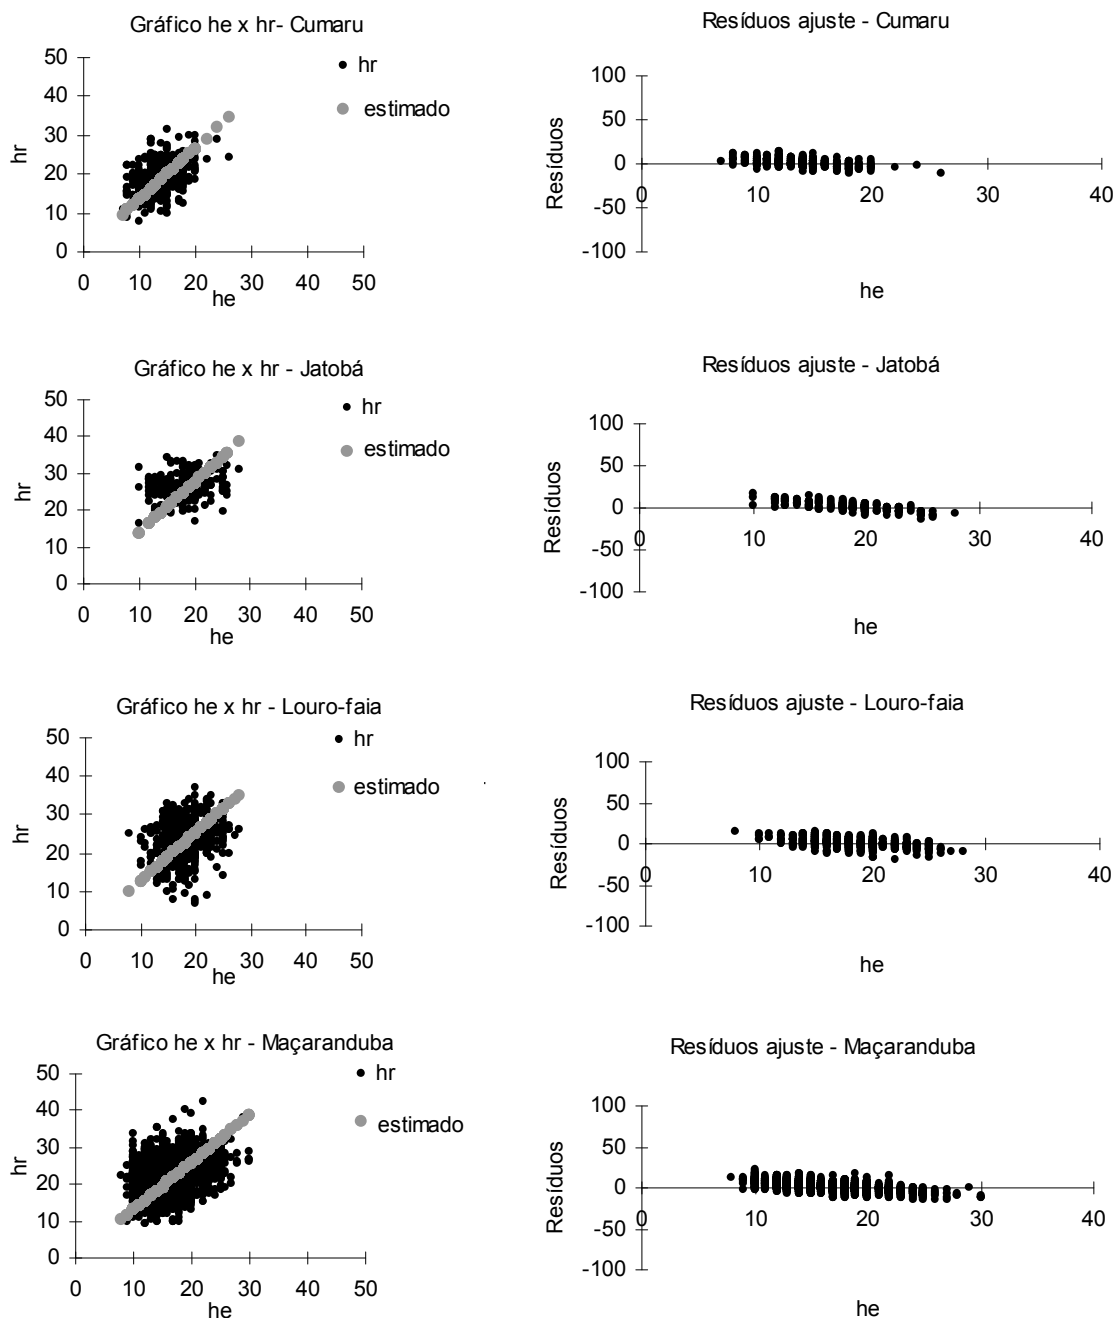 Gráfico he x hr- Cumaru
50
40
30
20
10
0
0 10 20 30 40 50
hr
he
hr
estimado
Resíduos ajuste - Cumaru
100
50
0
-50
-100
0 10 20 30 40
Resíduos
he
Gráfico he x hr - Jatobá
50
40
30
20
10
0
0 10 20 30 40 50
hr
he
hr
estimado
Resíduos ajuste - Jatobá
100
50
0
-50
-100
0 10 20 30 40
Resíduos
he
Gráfico he x hr - Louro-faia
50
40
30
20
10
0
0 10 20 30 40 50
hr
he
hr
estimado
Resíduos ajuste - Louro-faia
100
50
0
-50
-100
0 10 20 30 40
Resíduos
he
Gráfico he x hr - Maçaranduba
50
40
30
20
10
0
0 10 20 30 40 50
hr
he
hr
estimado
Resíduos ajuste - Maçaranduba
100
50
0
-50
-100
0 10 20 30 40
Resíduos
he